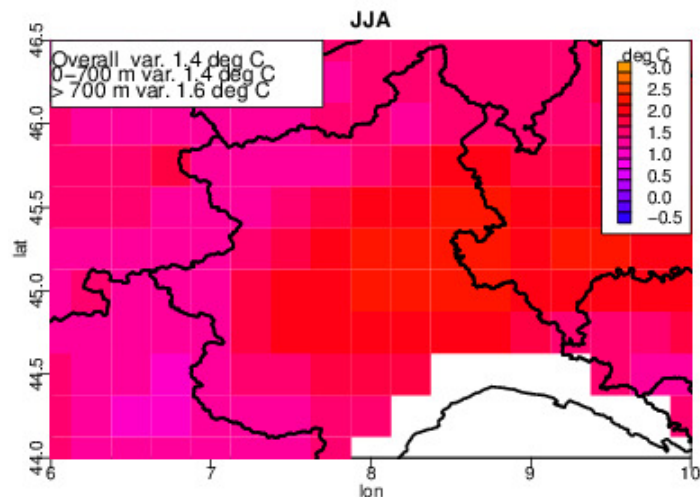 JJA
Overall var. 1.4 deg C
0−700 m var. 1.4 deg C
> 700 m var. 1.6 deg C
deg C
3.0
2.5
2.0
1.5
1.0
0.5
0.0
−0.5
lat
46.5
46.0
45.5
45.0
44.5
44.0
6
7
8
9
10
lon